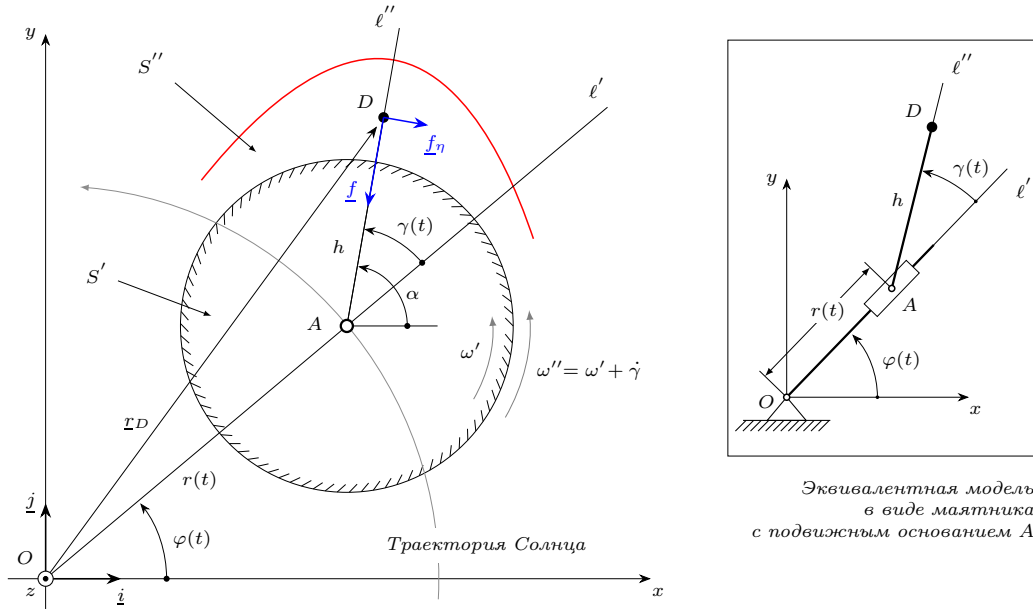 y
ℓ′′
S′′
D
ℓ′
f_η
f
γ(t)
h
S′
α
A
ω′
ω′′= ω′ + γ̇
r_D
r(t)
j
φ(t)
O
Траектория Солнца
z
i
x
ℓ′′
D
γ(t)
y
h
ℓ′
r(t)
A
φ(t)
O
x
Эквивалентная модель
в виде маятника
с подвижным основанием A